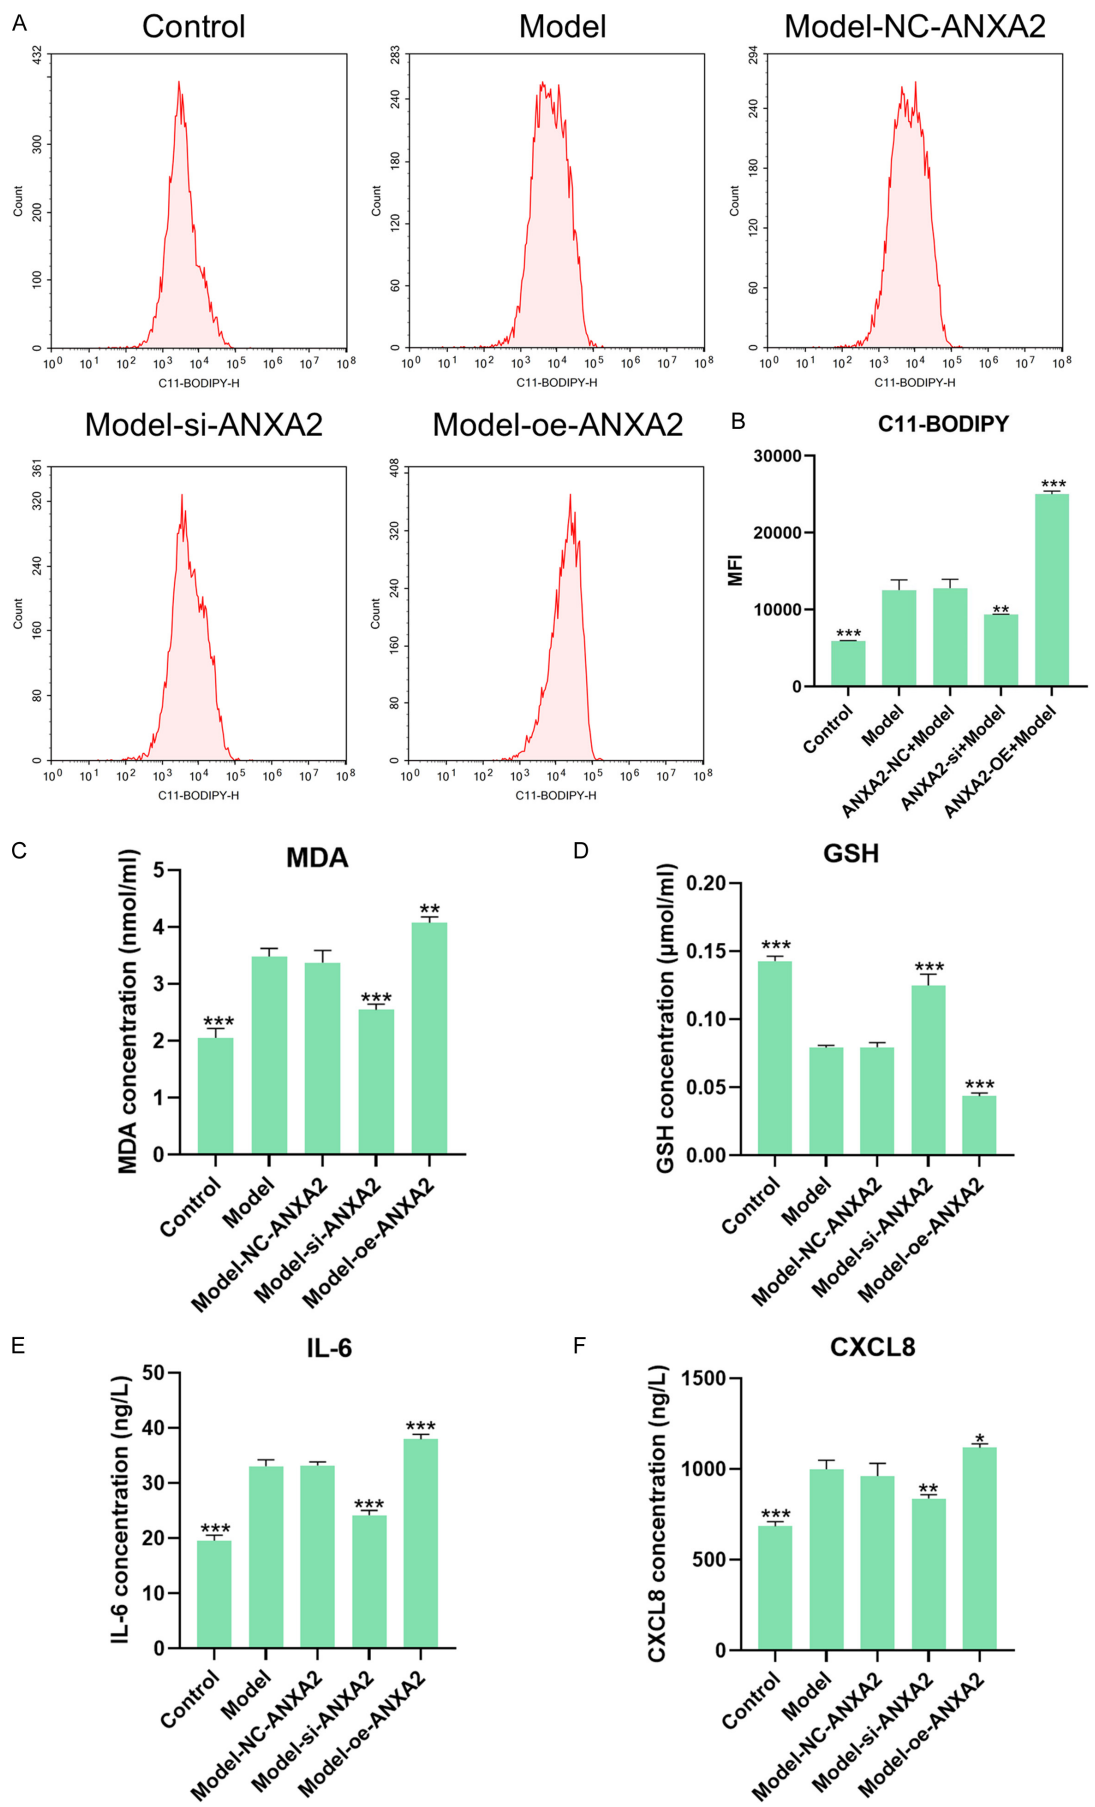 A
Control
Model
Model-NC-ANXA2
432
300
200
100
0
Count
10^0 10^1 10^2 10^3 10^4 10^5 10^6 10^7 10^8
C11-BODIPY-H
283
240
180
120
60
0
Count
10^0 10^1 10^2 10^3 10^4 10^5 10^6 10^7 10^8
C11-BODIPY-H
294
240
180
120
60
0
Count
10^0 10^1 10^2 10^3 10^4 10^5 10^6 10^7 10^8
C11-BODIPY-H
Model-si-ANXA2
Model-oe-ANXA2
361
320
240
160
80
0
Count
10^0 10^1 10^2 10^3 10^4 10^5 10^6 10^7 10^8
C11-BODIPY-H
408
320
240
160
80
0
Count
10^0 10^1 10^2 10^3 10^4 10^5 10^6 10^7 10^8
C11-BODIPY-H
B
C11-BODIPY
30000
20000
10000
0
MFI
***
**
***
Control
Model
ANXA2-NC+Model
ANXA2-si+Model
ANXA2-OE+Model
C
MDA
5
4
3
2
1
0
MDA concentration (nmol/ml)
***
***
**
Control
Model
Model-NC-ANXA2
Model-si-ANXA2
Model-oe-ANXA2
D
GSH
0.20
0.15
0.10
0.05
0.00
GSH concentration (μmol/ml)
***
***
***
Control
Model
Model-NC-ANXA2
Model-si-ANXA2
Model-oe-ANXA2
E
IL-6
50
40
30
20
10
0
IL-6 concentration (ng/L)
***
***
***
Control
Model
Model-NC-ANXA2
Model-si-ANXA2
Model-oe-ANXA2
F
CXCL8
1500
1000
500
0
CXCL8 concentration (ng/L)
***
**
*
Control
Model
Model-NC-ANXA2
Model-si-ANXA2
Model-oe-ANXA2